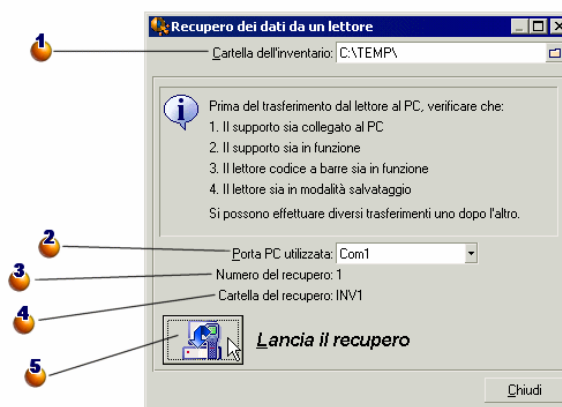 Recupero dei dati da un lettore
1
Cartella dell'inventario: C:\TEMP\
Prima del trasferimento dal lettore al PC, verificare che:
1. Il supporto sia collegato al PC
2. Il supporto sia in funzione
3. Il lettore codice a barre sia in funzione
4. Il lettore sia in modalità salvataggio
Si possono effettuare diversi trasferimenti uno dopo l'altro.
2
Porta PC utilizzata: Com1
3
Numero del recupero: 1
4
Cartella del recupero: INV1
5
Lancia il recupero
Chiudi